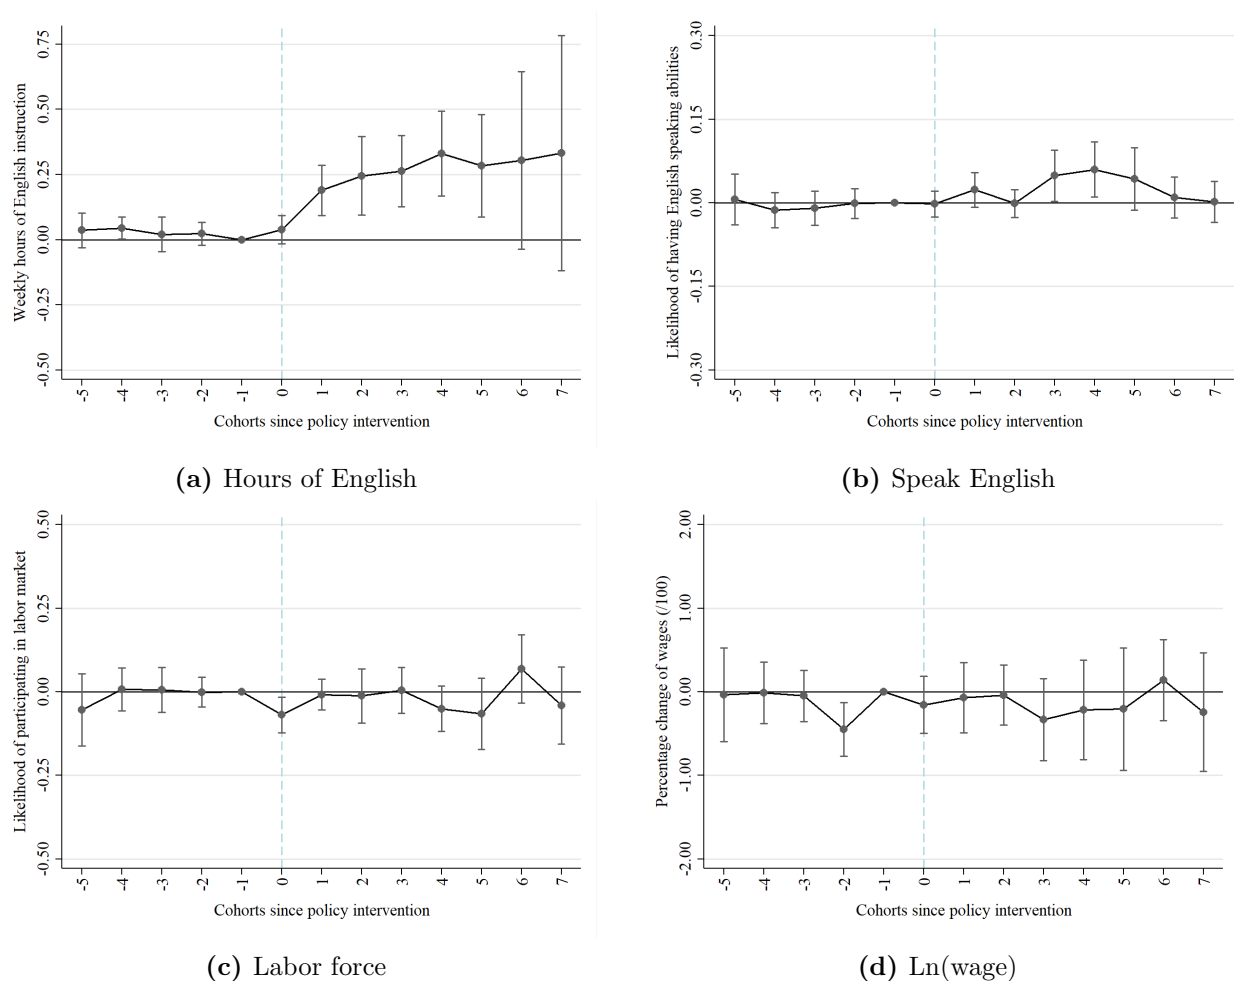 Weekly hours of English instruction
0.75
0.50
0.25
0.00
-0.25
-0.50
-5 -4 -3 -2 -1 0 1 2 3 4 5 6 7
Cohorts since policy intervention
(a) Hours of English
Likelihood of having English speaking abilities
0.30
0.15
0.00
-0.15
-0.30
-5 -4 -3 -2 -1 0 1 2 3 4 5 6 7
Cohorts since policy intervention
(b) Speak English
Likelihood of participating in labor market
0.50
0.25
0.00
-0.25
-0.50
-5 -4 -3 -2 -1 0 1 2 3 4 5 6 7
Cohorts since policy intervention
(c) Labor force
Percentage change of wages (/100)
2.00
1.00
0.00
-1.00
-2.00
-5 -4 -3 -2 -1 0 1 2 3 4 5 6 7
Cohorts since policy intervention
(d) Ln(wage)